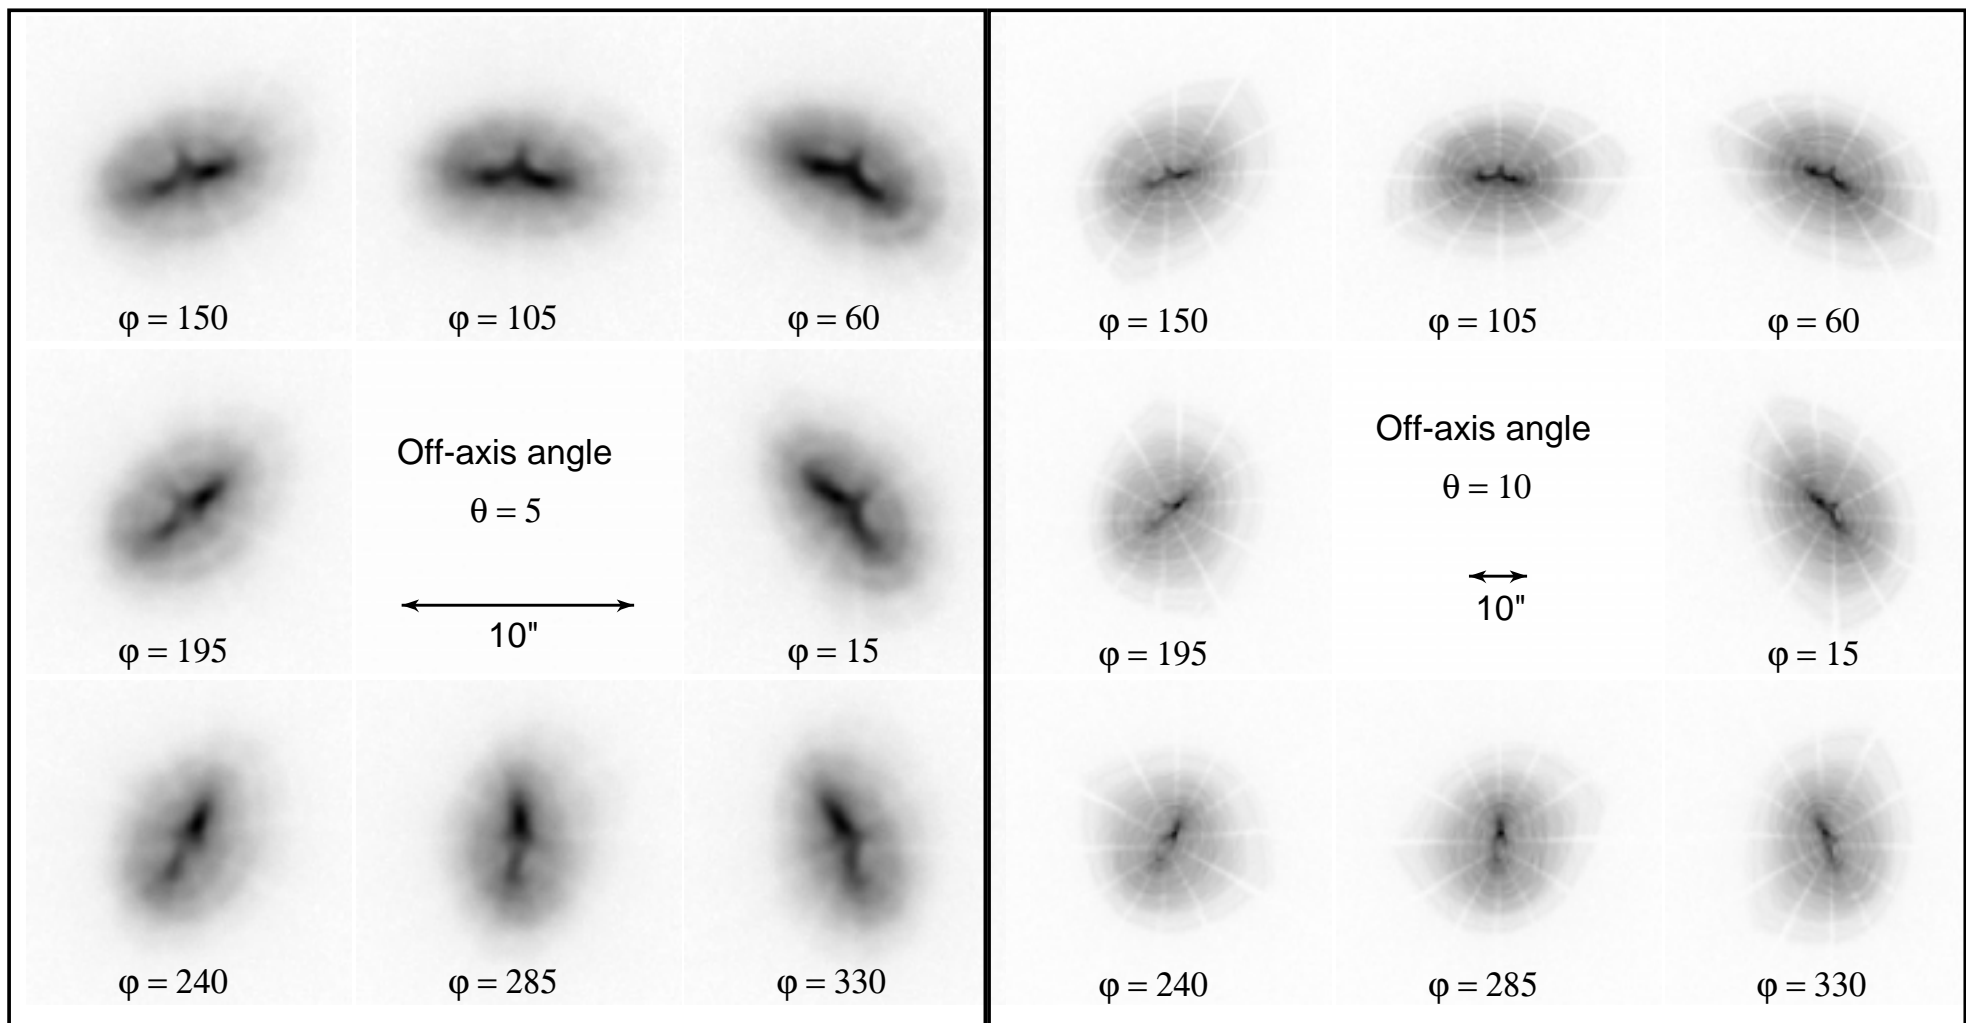 φ = 150
φ = 105
φ = 60
Off-axis angle
θ = 5
10"
φ = 195
φ = 15
φ = 240
φ = 285
φ = 330
φ = 150
φ = 105
φ = 60
Off-axis angle
θ = 10
10"
φ = 195
φ = 15
φ = 240
φ = 285
φ = 330